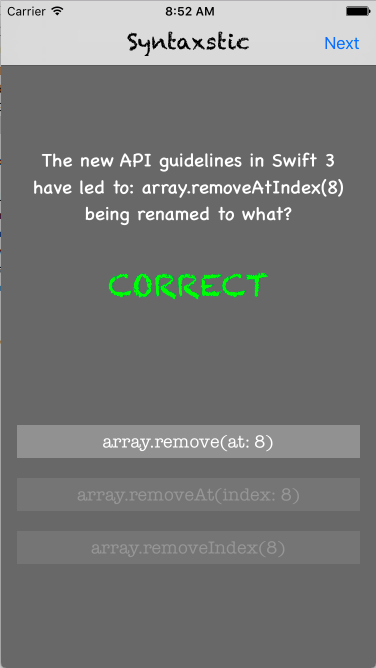 Carrier 8:52 AM
Syntaxstic Next
The new API guidelines in Swift 3
have led to: array.removeAtIndex(8)
being renamed to what?
CORRECT
array.remove(at: 8)
array.removeAt(index: 8)
array.removeIndex(8)